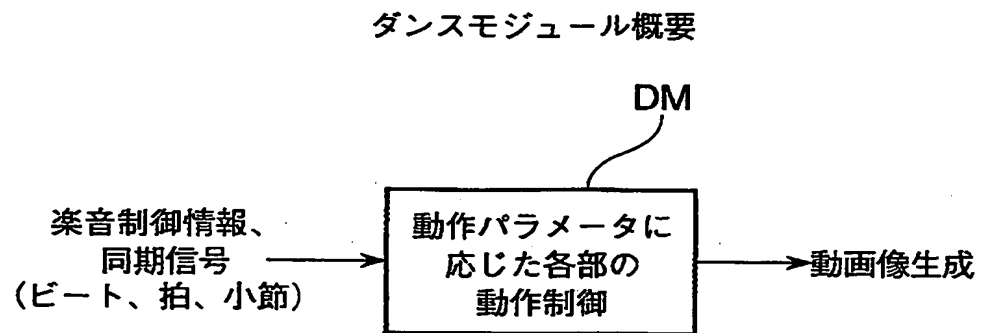 ダンスモジュール概要
DM
楽音制御情報、
同期信号
(ビート、拍、小節)
動作パラメータに
応じた各部の
動作制御
動画像生成